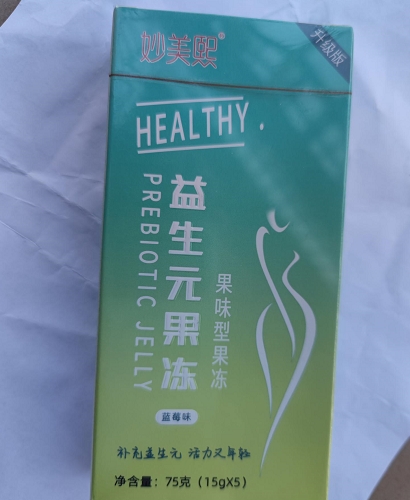 妙美熙®
升级版
HEALTHY.
益生元果冻
PREBIOTIC JELLY
果味型果冻
蓝莓味
补充益生元 活力又年轻
净含量：75克（15gX5）